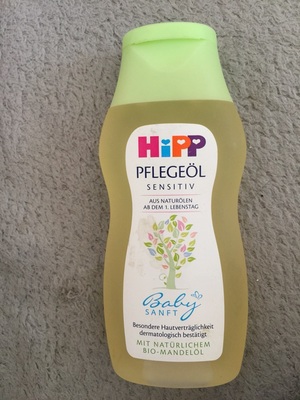 HiPP
PFLEGEÖL
SENSITIV
AUS NATURÖLEN
AB DEM 1. LEBENSTAG
Baby
SANFT
Besondere Hautverträglichkeit
dermatologisch bestätigt
MIT NATÜRLICHEM
BIO-MANDELÖL